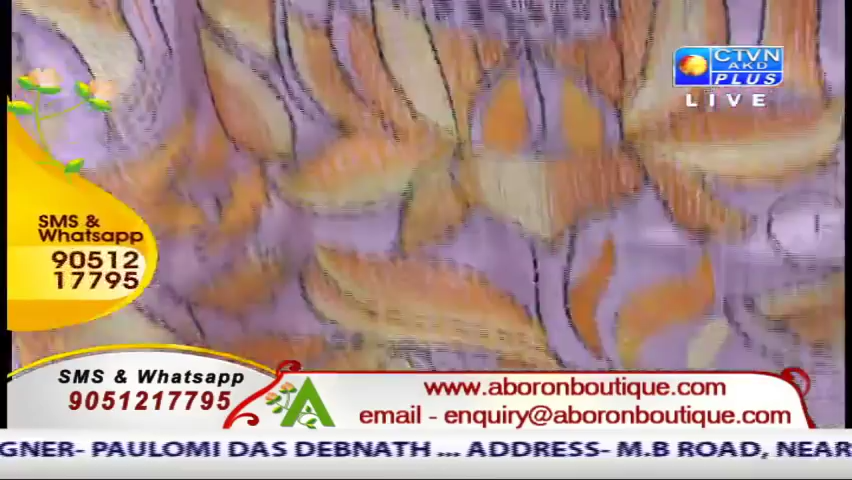 CTVN
AKD
PLUS
LIVE
SMS &
Whatsapp
90512
17795
SMS & Whatsapp
9051217795
A
www.aboronboutique.com
email - enquiry@aboronboutique.com
GNER- PAULOMI DAS DEBNATH ... ADDRESS- M.B ROAD, NEAR